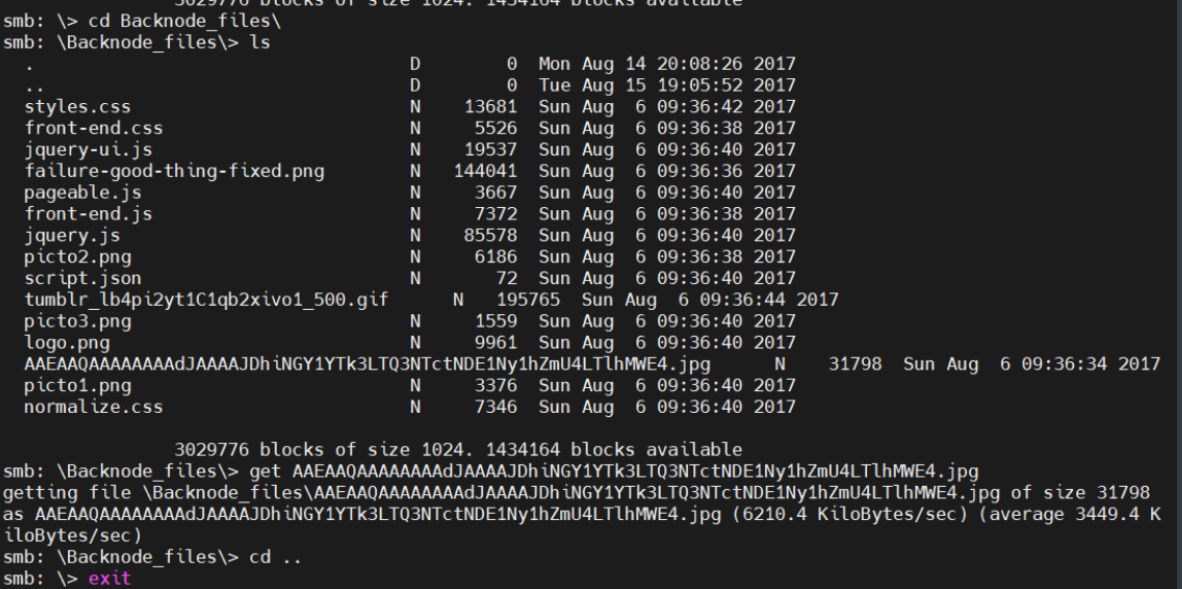 3029776 blocks of size 1024. 1434164 blocks available
smb: \> cd Backnode_files\
smb: \Backnode_files\> ls
  .                                   D        0  Mon Aug 14 20:08:26 2017
  ..                                  D        0  Tue Aug 15 19:05:52 2017
  styles.css                          N    13681  Sun Aug  6 09:36:42 2017
  front-end.css                       N     5526  Sun Aug  6 09:36:38 2017
  jquery-ui.js                        N    19537  Sun Aug  6 09:36:40 2017
  failure-good-thing-fixed.png        N   144041  Sun Aug  6 09:36:36 2017
  pageable.js                         N     3667  Sun Aug  6 09:36:40 2017
  front-end.js                        N     7372  Sun Aug  6 09:36:38 2017
  jquery.js                           N    85578  Sun Aug  6 09:36:40 2017
  picto2.png                          N     6186  Sun Aug  6 09:36:38 2017
  script.json                         N       72  Sun Aug  6 09:36:40 2017
  tumblr_lb4pi2yt1C1qb2xivo1_500.gif      N   195765  Sun Aug  6 09:36:44 2017
  picto3.png                          N     1559  Sun Aug  6 09:36:40 2017
  logo.png                            N     9961  Sun Aug  6 09:36:40 2017
  AAEAAQAAAAAAAAdJAAAAJDhiNGY1YTk3LTQ3NTctNDE1Ny1hZmU4LTlhMWE4.jpg      N    31798  Sun Aug  6 09:36:34 2017
  picto1.png                          N     3376  Sun Aug  6 09:36:40 2017
  normalize.css                       N     7346  Sun Aug  6 09:36:40 2017
3029776 blocks of size 1024. 1434164 blocks available
smb: \Backnode_files\> get AAEAAQAAAAAAAAdJAAAAJDhiNGY1YTk3LTQ3NTctNDE1Ny1hZmU4LTlhMWE4.jpg
getting file \Backnode_files\AAEAAQAAAAAAAAdJAAAAJDhiNGY1YTk3LTQ3NTctNDE1Ny1hZmU4LTlhMWE4.jpg of size 31798
as AAEAAQAAAAAAAAdJAAAAJDhiNGY1YTk3LTQ3NTctNDE1Ny1hZmU4LTlhMWE4.jpg (6210.4 KiloBytes/sec) (average 3449.4 K
iloBytes/sec)
smb: \Backnode_files\> cd ..
smb: \> exit